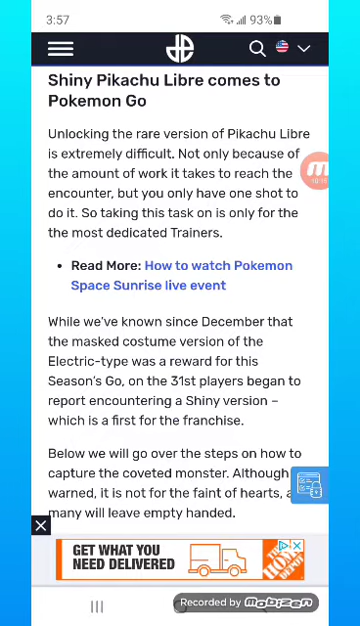 3:57
93%
Shiny Pikachu Libre comes to
Pokemon Go
Unlocking the rare version of Pikachu Libre
is extremely difficult. Not only because of
the amount of work it takes to reach the
encounter, but you only have one shot to
do it. So taking this task on is only for the
the most dedicated Trainers.
Read More: How to watch Pokemon
Space Sunrise live event
While we've known since December that
the masked costume version of the
Electric-type was a reward for this
Season's Go, on the 31st players began to
report encountering a Shiny version –
which is a first for the franchise.
Below we will go over the steps on how to
capture the coveted monster. Although
warned, it is not for the faint of hearts, a
many will leave empty handed.
GET WHAT YOU
NEED DELIVERED
THE HOME DEPOT
Recorded by mobizen